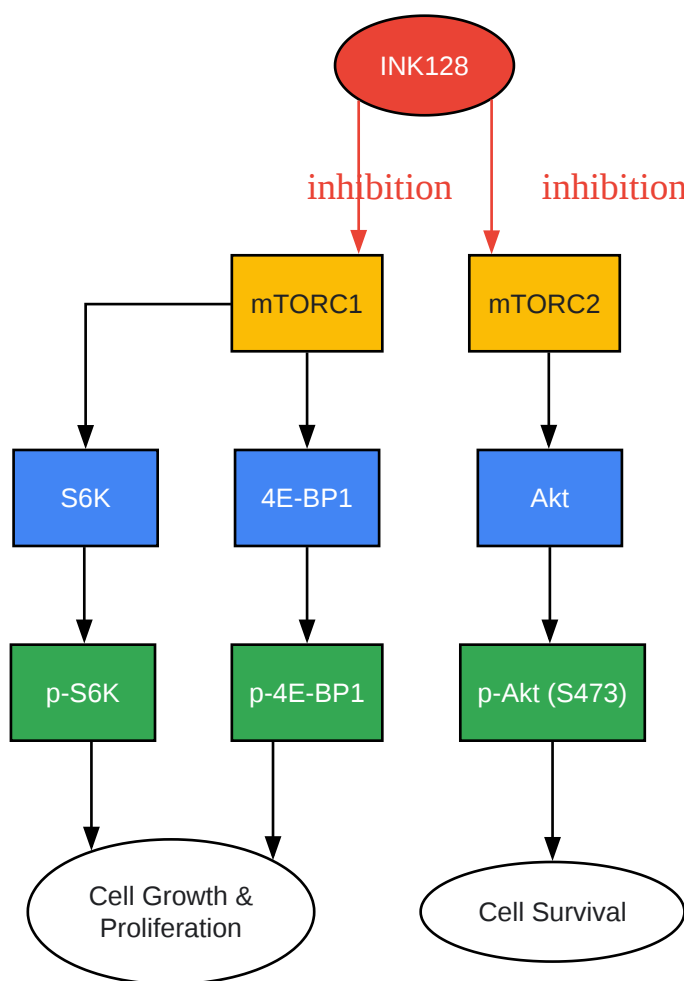 INK128
inhibition
inhibition
mTORC1
mTORC2
S6K
4E-BP1
Akt
p-S6K
p-4E-BP1
p-Akt (S473)
Cell Growth &
Proliferation
Cell Survival